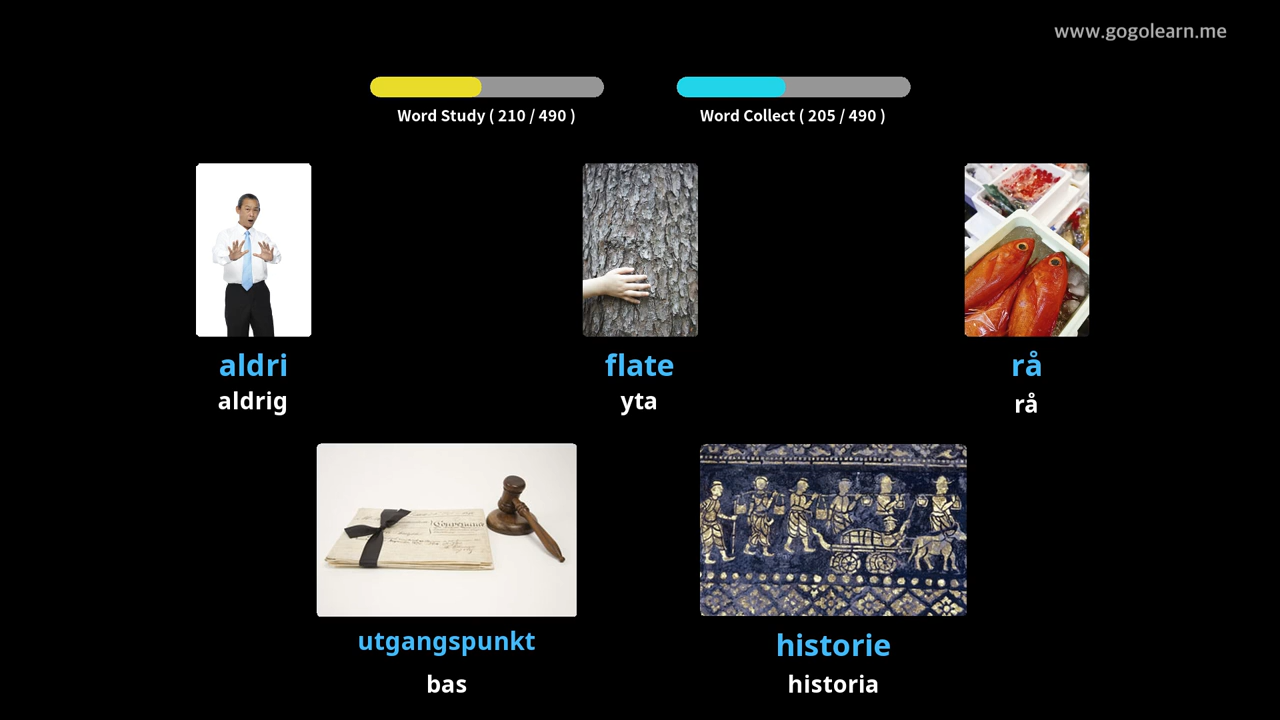 www.gogolearn.me
Word Study ( 210 / 490 )
Word Collect ( 205 / 490 )
aldri
aldrig
flate
yta
rå
rå
utgangspunkt
bas
historie
historia